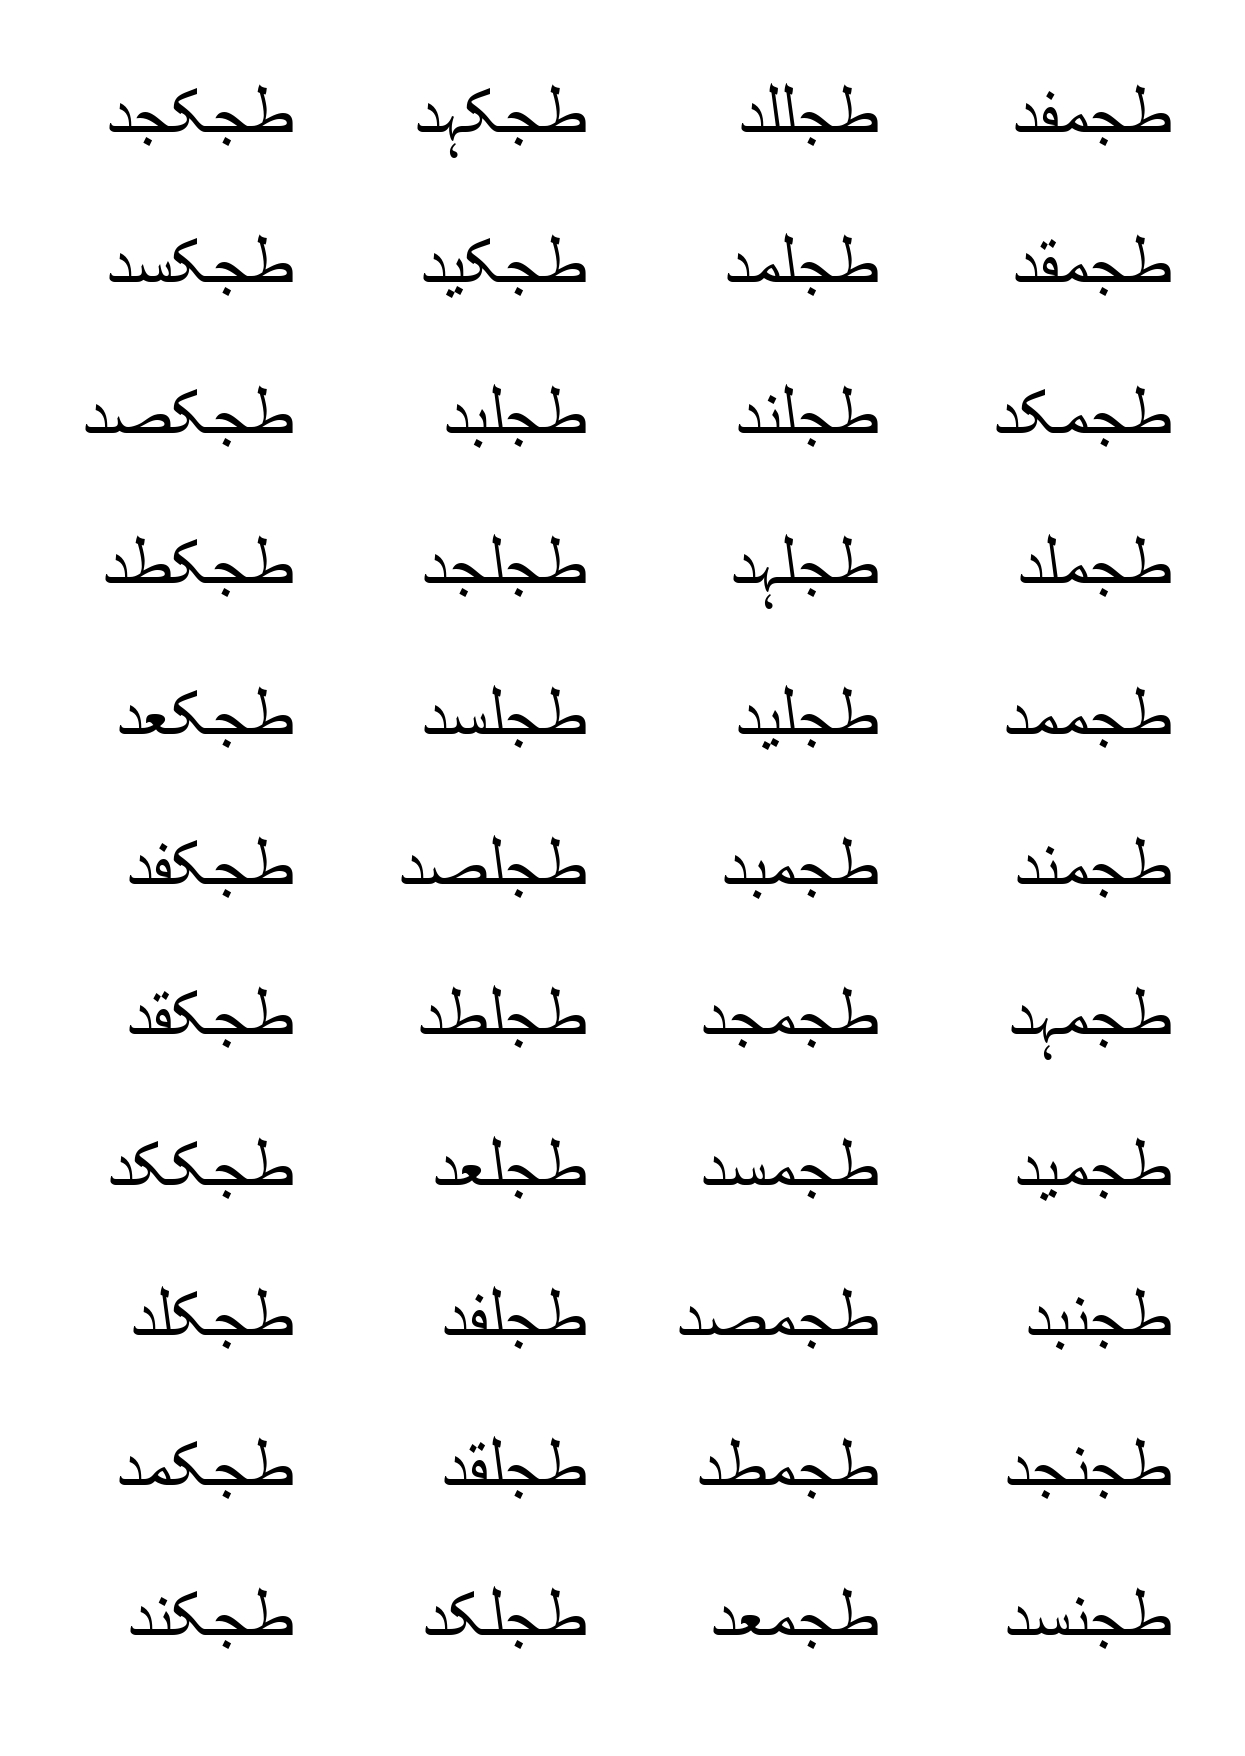 طجمفد طجللد طجکہد طجکجد
طجمقد طجلمد طجکید طجکسد
طجمکد طجلند طجلبد طجکصد
طجملد طجلہد طجلجد طجکطد
طجممد طجلید طجلسد طجکعد
طجمند طجمبد طجلصد طجکفد
طجمہد طجمجد طجلطد طجکقد
طجمید طجمسد طجلعد طجککد
طجنبد طجمصد طجلفد طجکلد
طجنجد طجمطد طجلقد طجکمد
طجنسد طجمعد طجلکد طجکند